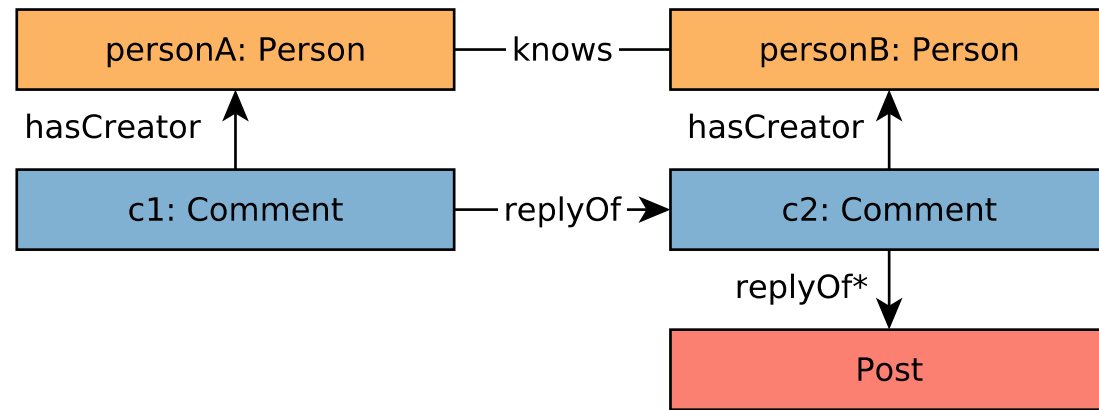 personA: Person
knows
personB: Person
hasCreator
hasCreator
c1: Comment
replyOf
c2: Comment
replyOf*
Post